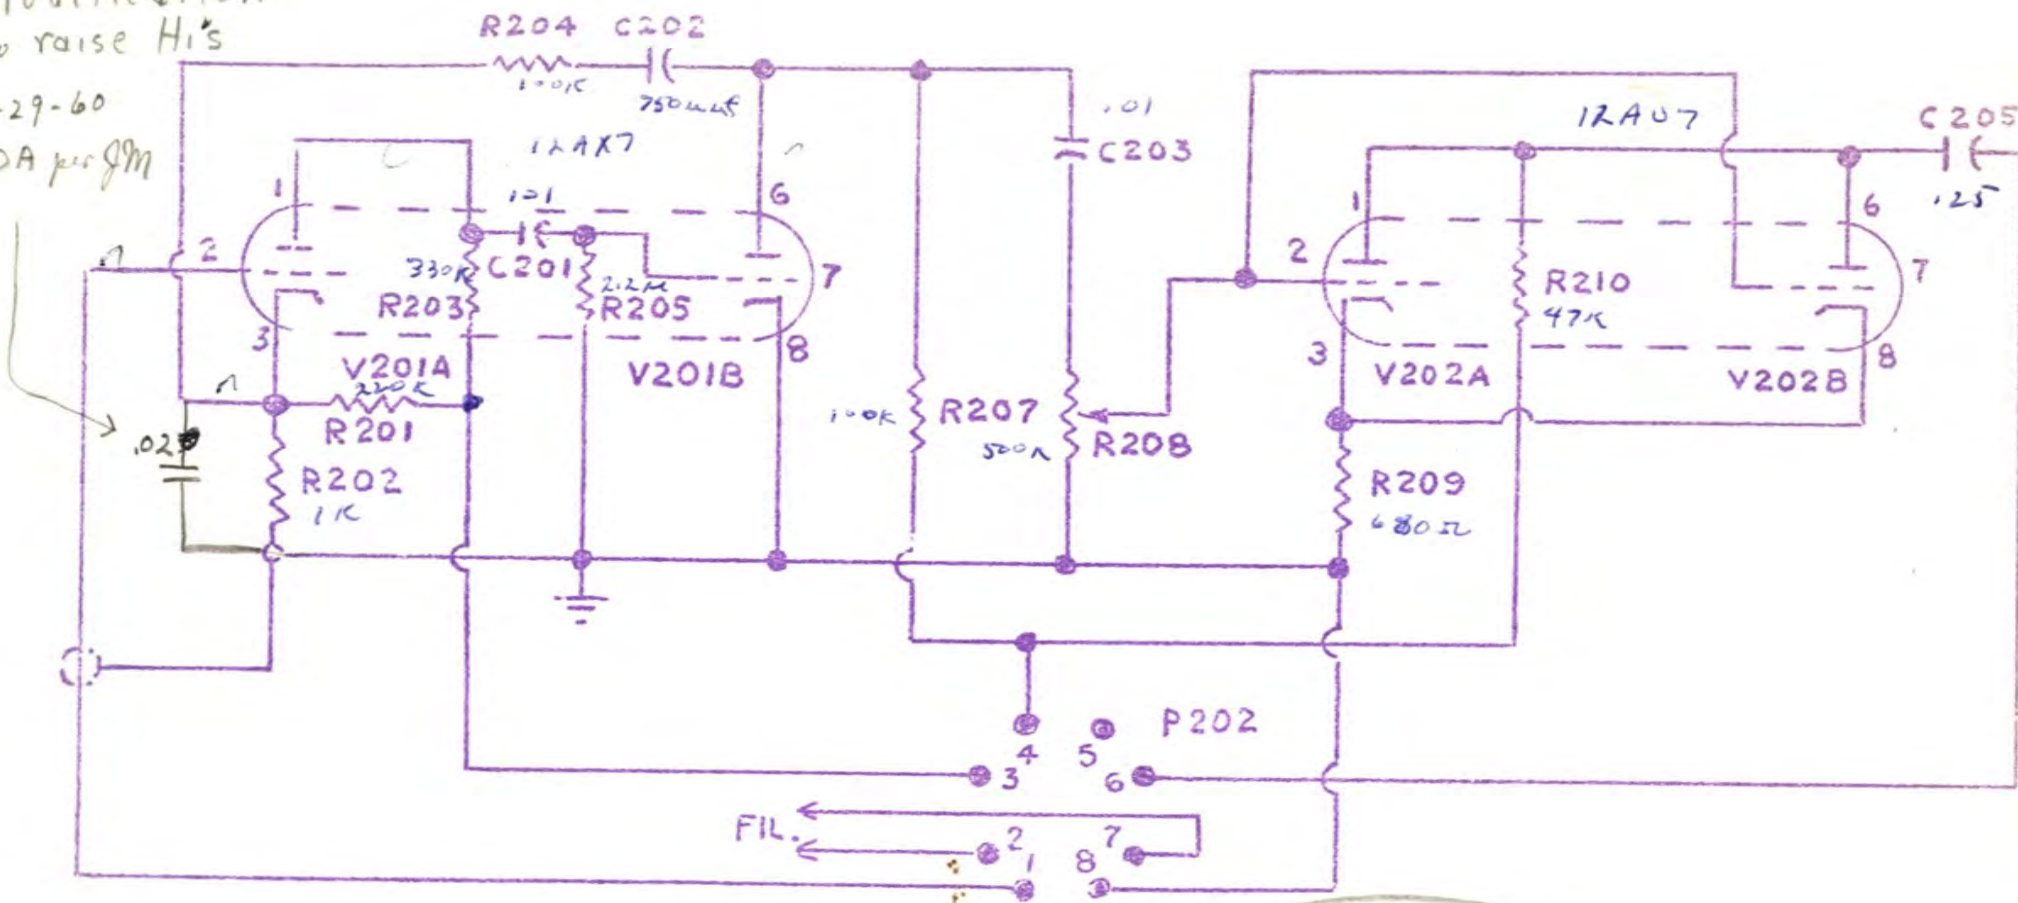 to raise Hi's
-29-60
DA per JM
R204 C202
100K
750uuf
12AX7
.01
C203
12AU7
C205
.25
1
2
3
6
7
8
.01
C201
330K
R203
2.2M
R205
V201A
V201B
220K
R201
.02
R202
1K
100K
R207
500K
R208
1
2
3
6
7
8
R210
47K
V202A
V202B
R209
680Ω
P202
4
5
3
6
FIL.
2
7
1
8